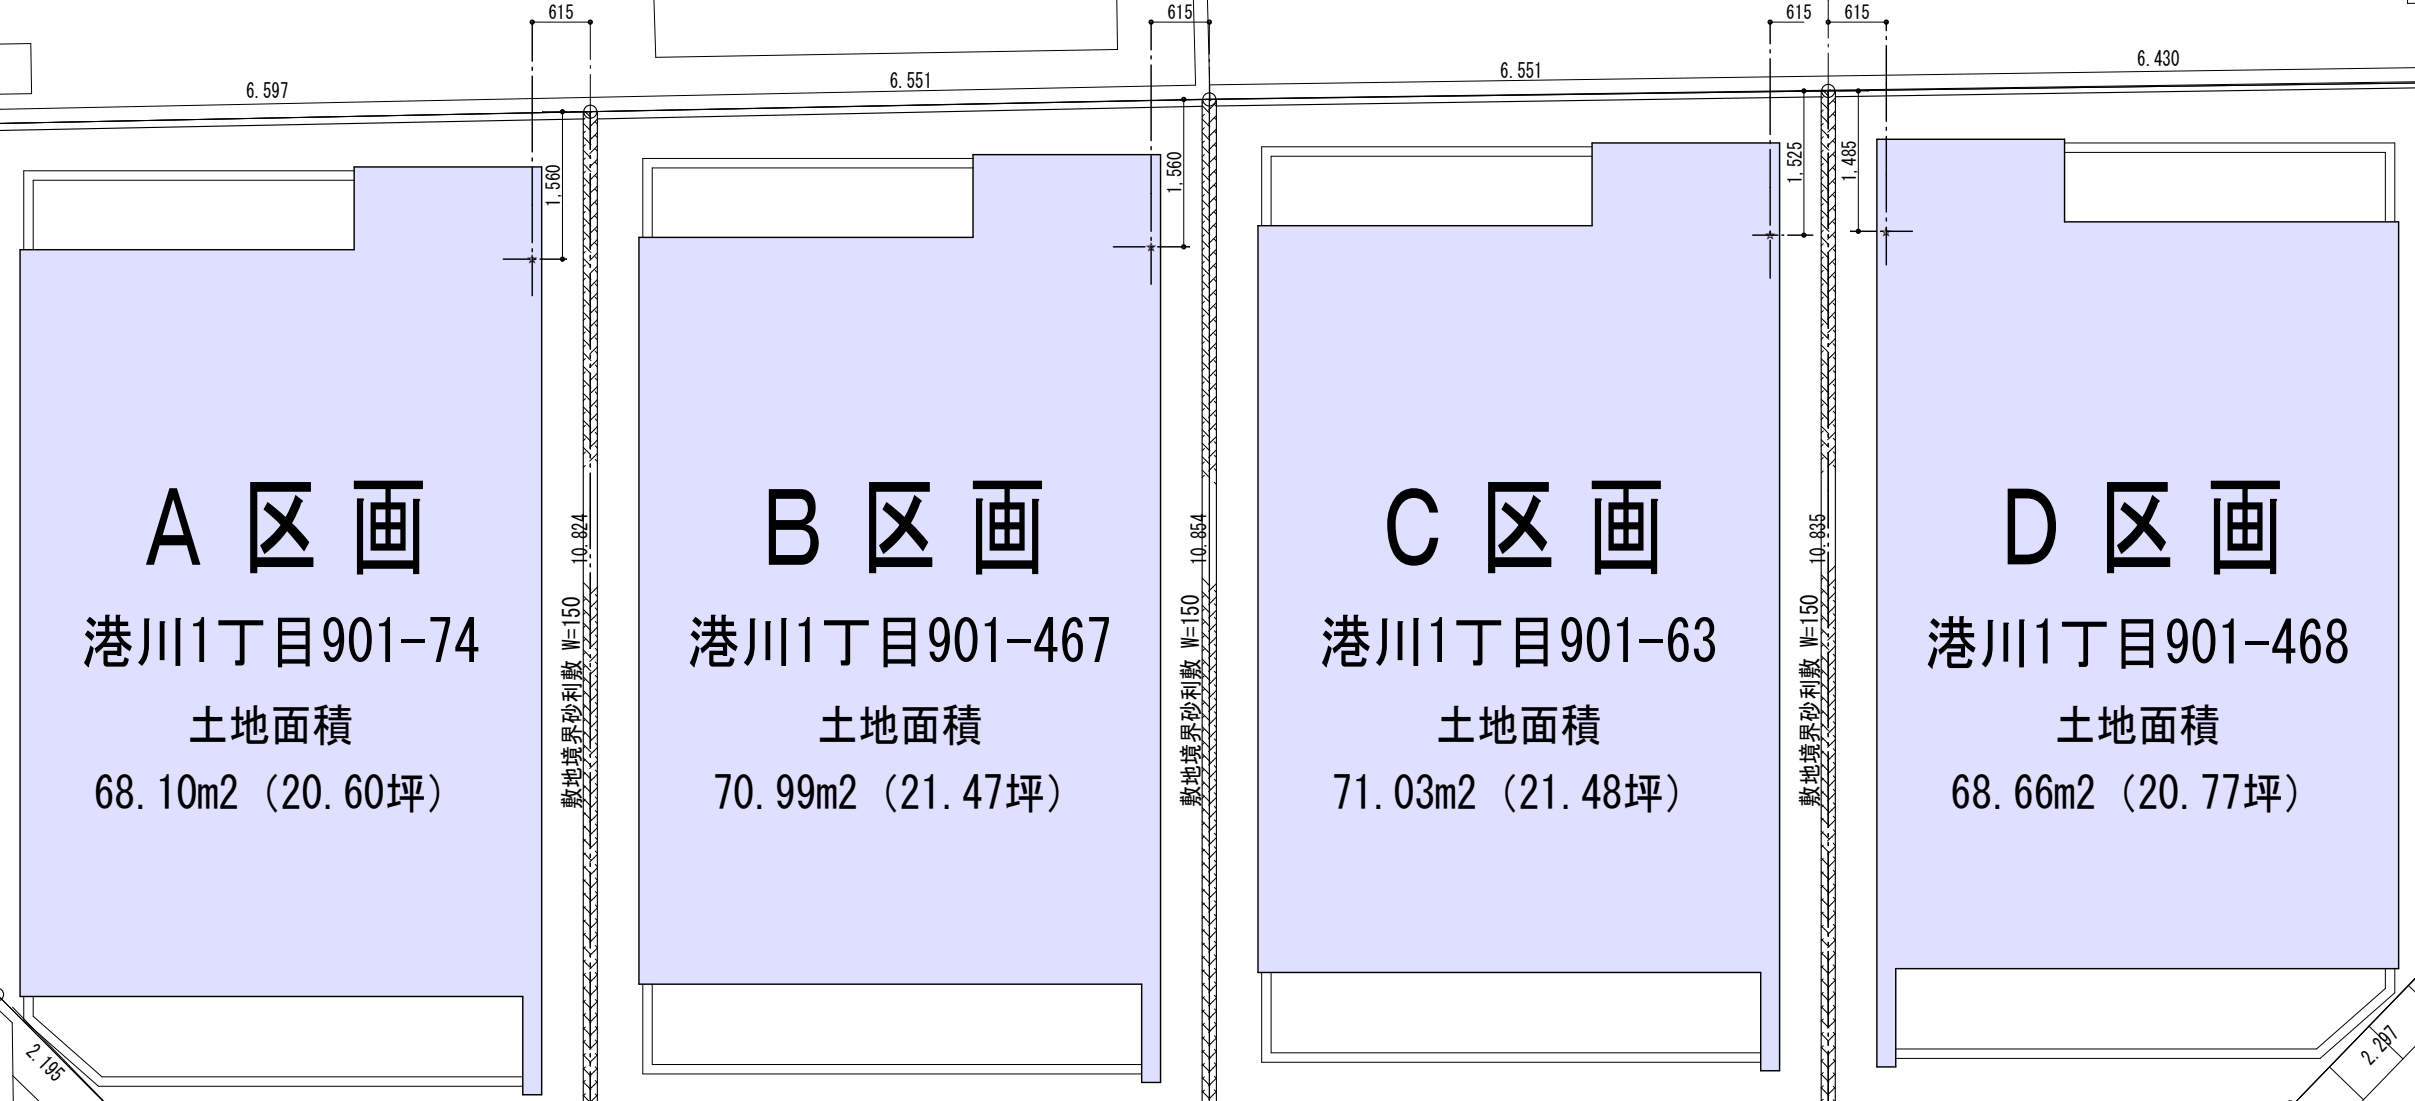 615
615
615
615
6.597
6.551
6.551
6.430
1,560
1,560
1,525
1,485
A 区 画
港川1丁目901-74
土地面積
68.10m2 (20.60坪)
10.824
敷地境界砂利敷 W=150
B 区 画
港川1丁目901-467
土地面積
70.99m2 (21.47坪)
10.854
敷地境界砂利敷 W=150
C 区 画
港川1丁目901-63
土地面積
71.03m2 (21.48坪)
10.835
敷地境界砂利敷 W=150
D 区 画
港川1丁目901-468
土地面積
68.66m2 (20.77坪)
2.195
2.297